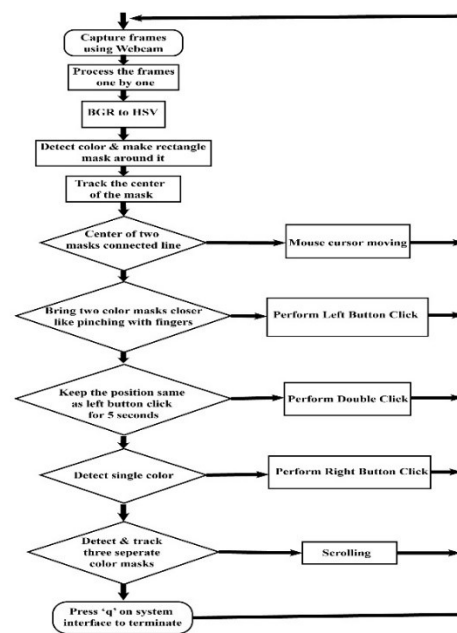 Capture frames
using Webcam
Process the frames
one by one
BGR to HSV
Detect color & make rectangle
mask around it
Track the center
of the mask
Center of two
masks connected line
Mouse cursor moving
Bring two color masks closer
like pinching with fingers
Perform Left Button Click
Keep the position same
as left button click
for 5 seconds
Perform Double Click
Detect single color
Perform Right Button Click
Detect & track
three seperate
color masks
Scrolling
Press ‘q’ on system
interface to terminate